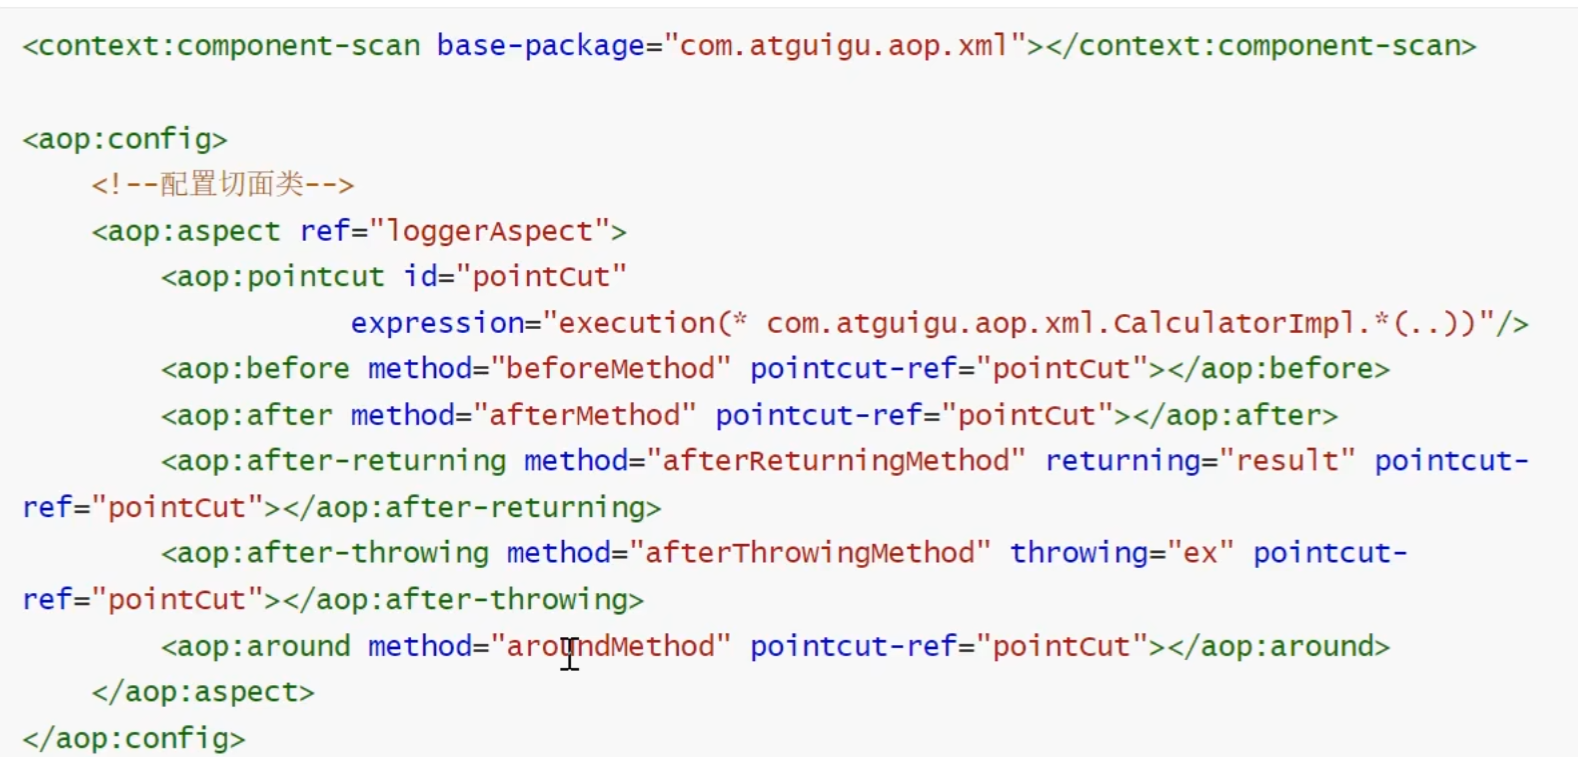 <context:component-scan base-package="com.atguigu.aop.xml"></context:component-scan>
<aop:config>
<!--配置切面类-->
<aop:aspect ref="loggerAspect">
<aop:pointcut id="pointCut"
expression="execution(* com.atguigu.aop.xml.CalculatorImpl.*(..))"/>
<aop:before method="beforeMethod" pointcut-ref="pointCut"></aop:before>
<aop:after method="afterMethod" pointcut-ref="pointCut"></aop:after>
<aop:after-returning method="afterReturningMethod" returning="result" pointcut-
ref="pointCut"></aop:after-returning>
<aop:after-throwing method="afterThrowingMethod" throwing="ex" pointcut-
ref="pointCut"></aop:after-throwing>
<aop:around method="aroundMethod" pointcut-ref="pointCut"></aop:around>
</aop:aspect>
</aop:config>